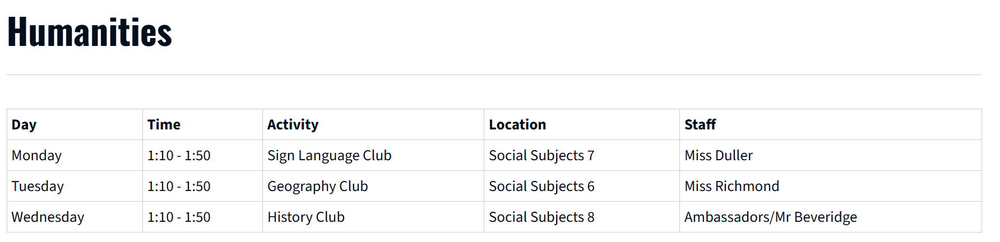 Humanities
Day Time Activity Location Staff
Monday 1:10 - 1:50 Sign Language Club Social Subjects 7 Miss Duller
Tuesday 1:10 - 1:50 Geography Club Social Subjects 6 Miss Richmond
Wednesday 1:10 - 1:50 History Club Social Subjects 8 Ambassadors/Mr Beveridge